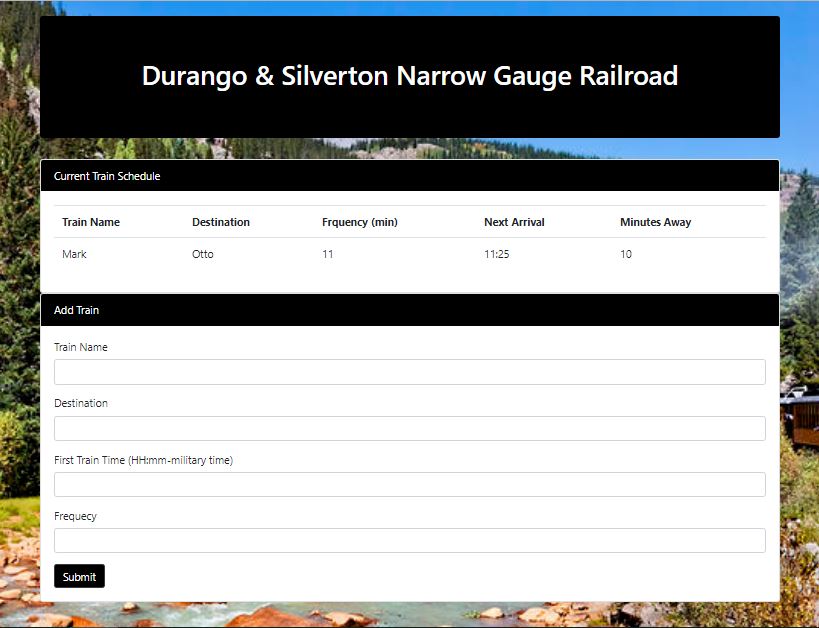 Durango & Silverton Narrow Gauge Railroad
Current Train Schedule
Train Name Destination Frquency (min) Next Arrival Minutes Away
Mark Otto 11 11:25 10
Add Train
Train Name
Destination
First Train Time (HH:mm-military time)
Frequecy
Submit